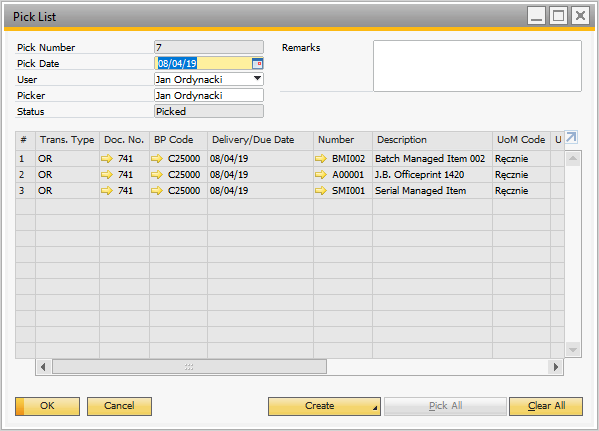 Pick List
Pick Number 7 Remarks
Pick Date 08/04/19
User Jan Ordynacki
Picker Jan Ordynacki
Status Picked
# Trans. Type Doc. No. BP Code Delivery/Due Date Number Description UoM Code U
1 OR 741 C25000 08/04/19 BMI002 Batch Managed Item 002 Ręcznie
2 OR 741 C25000 08/04/19 A00001 J.B. Officeprint 1420 Ręcznie
3 OR 741 C25000 08/04/19 SMI001 Serial Managed Item Ręcznie
OK Cancel Create Pick All Clear All